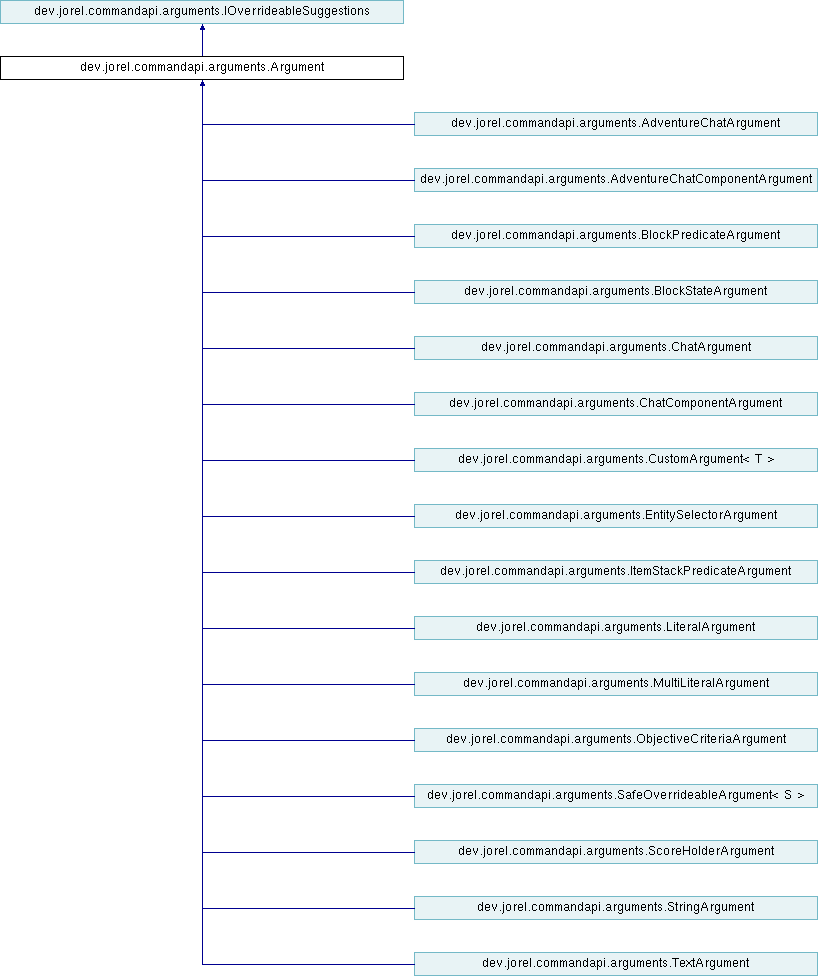 dev.jorel.commandapi.arguments.IOverrideableSuggestions
dev.jorel.commandapi.arguments.Argument
dev.jorel.commandapi.arguments.AdventureChatArgument
dev.jorel.commandapi.arguments.AdventureChatComponentArgument
dev.jorel.commandapi.arguments.BlockPredicateArgument
dev.jorel.commandapi.arguments.BlockStateArgument
dev.jorel.commandapi.arguments.ChatArgument
dev.jorel.commandapi.arguments.ChatComponentArgument
dev.jorel.commandapi.arguments.CustomArgument< T >
dev.jorel.commandapi.arguments.EntitySelectorArgument
dev.jorel.commandapi.arguments.ItemStackPredicateArgument
dev.jorel.commandapi.arguments.LiteralArgument
dev.jorel.commandapi.arguments.MultiLiteralArgument
dev.jorel.commandapi.arguments.ObjectiveCriteriaArgument
dev.jorel.commandapi.arguments.SafeOverrideableArgument< S >
dev.jorel.commandapi.arguments.ScoreHolderArgument
dev.jorel.commandapi.arguments.StringArgument
dev.jorel.commandapi.arguments.TextArgument